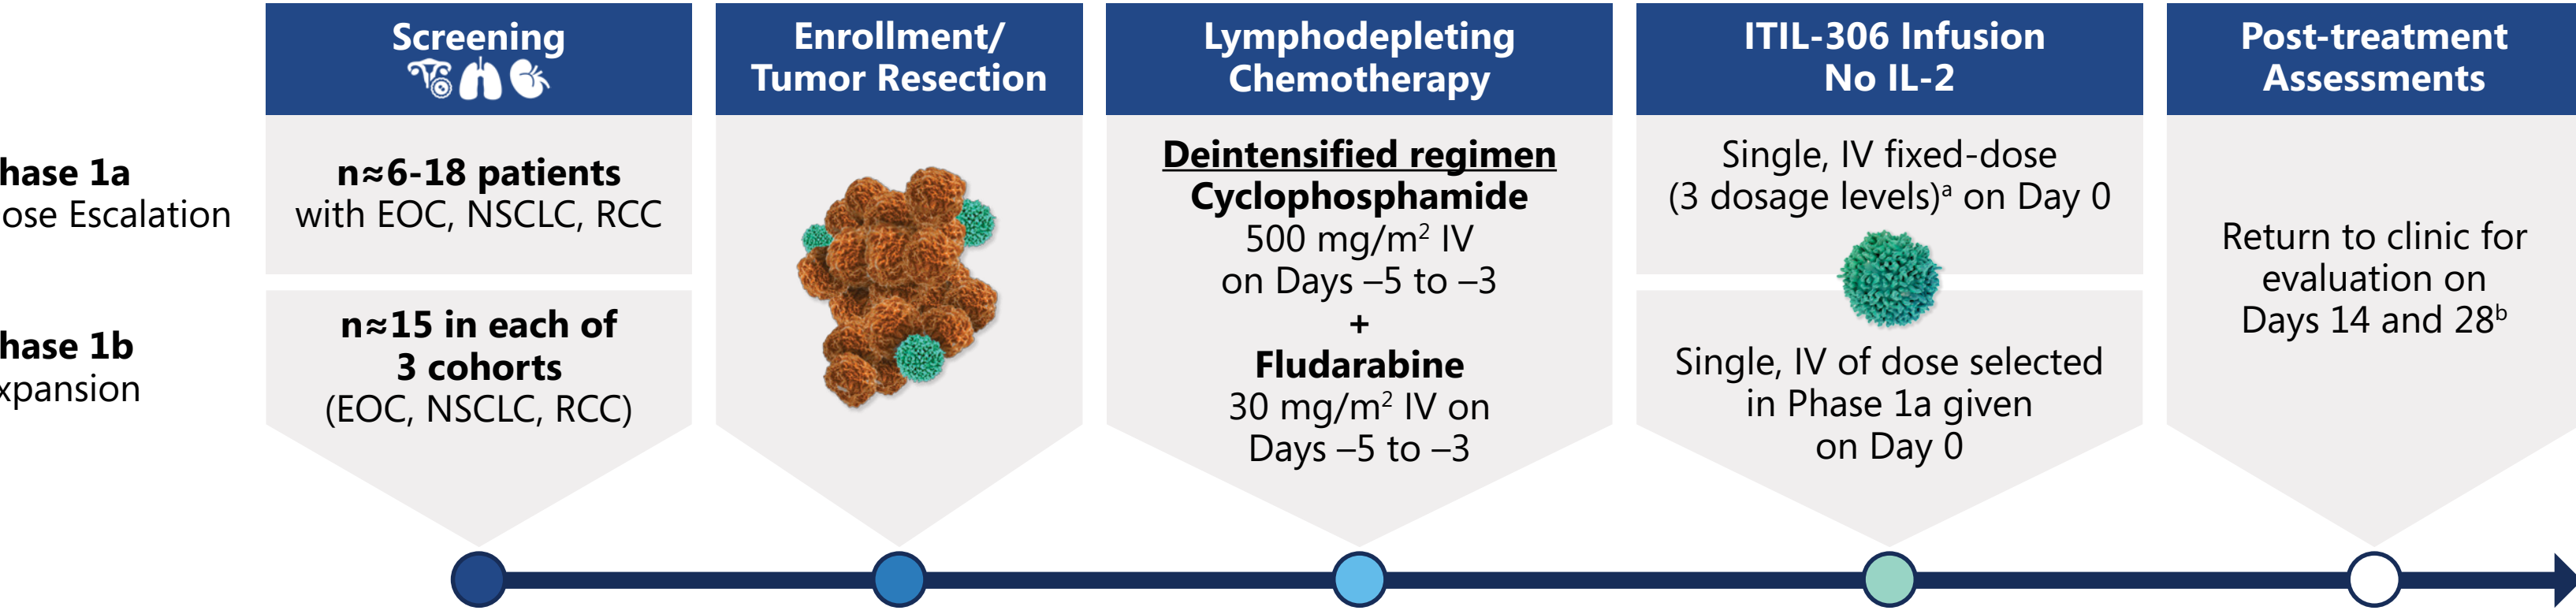 Screening
Enrollment/
Tumor Resection
Lymphodepleting
Chemotherapy
ITIL-306 Infusion
No IL-2
Post-treatment
Assessments
hase 1a
ose Escalation
n≈6-18 patients
with EOC, NSCLC, RCC
hase 1b
xpansion
n≈15 in each of
3 cohorts
(EOC, NSCLC, RCC)
Deintensified regimen
Cyclophosphamide
500 mg/m² IV
on Days –5 to –3
+
Fludarabine
30 mg/m² IV on
Days –5 to –3
Single, IV fixed-dose
(3 dosage levels)ᵃ on Day 0
Single, IV of dose selected
in Phase 1a given
on Day 0
Return to clinic for
evaluation on
Days 14 and 28ᵇ